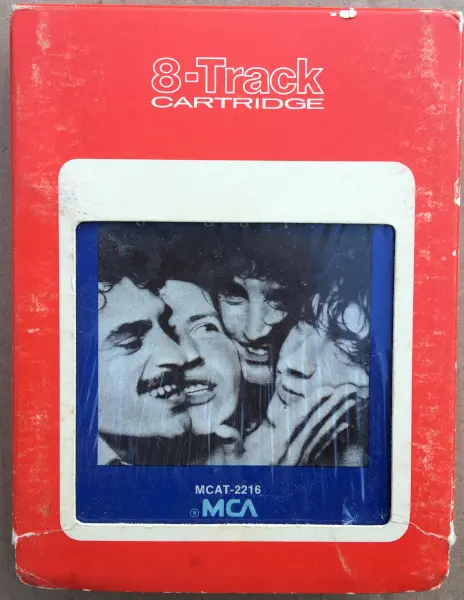 8-Track
CARTRIDGE
MCAT-2216
® MCA